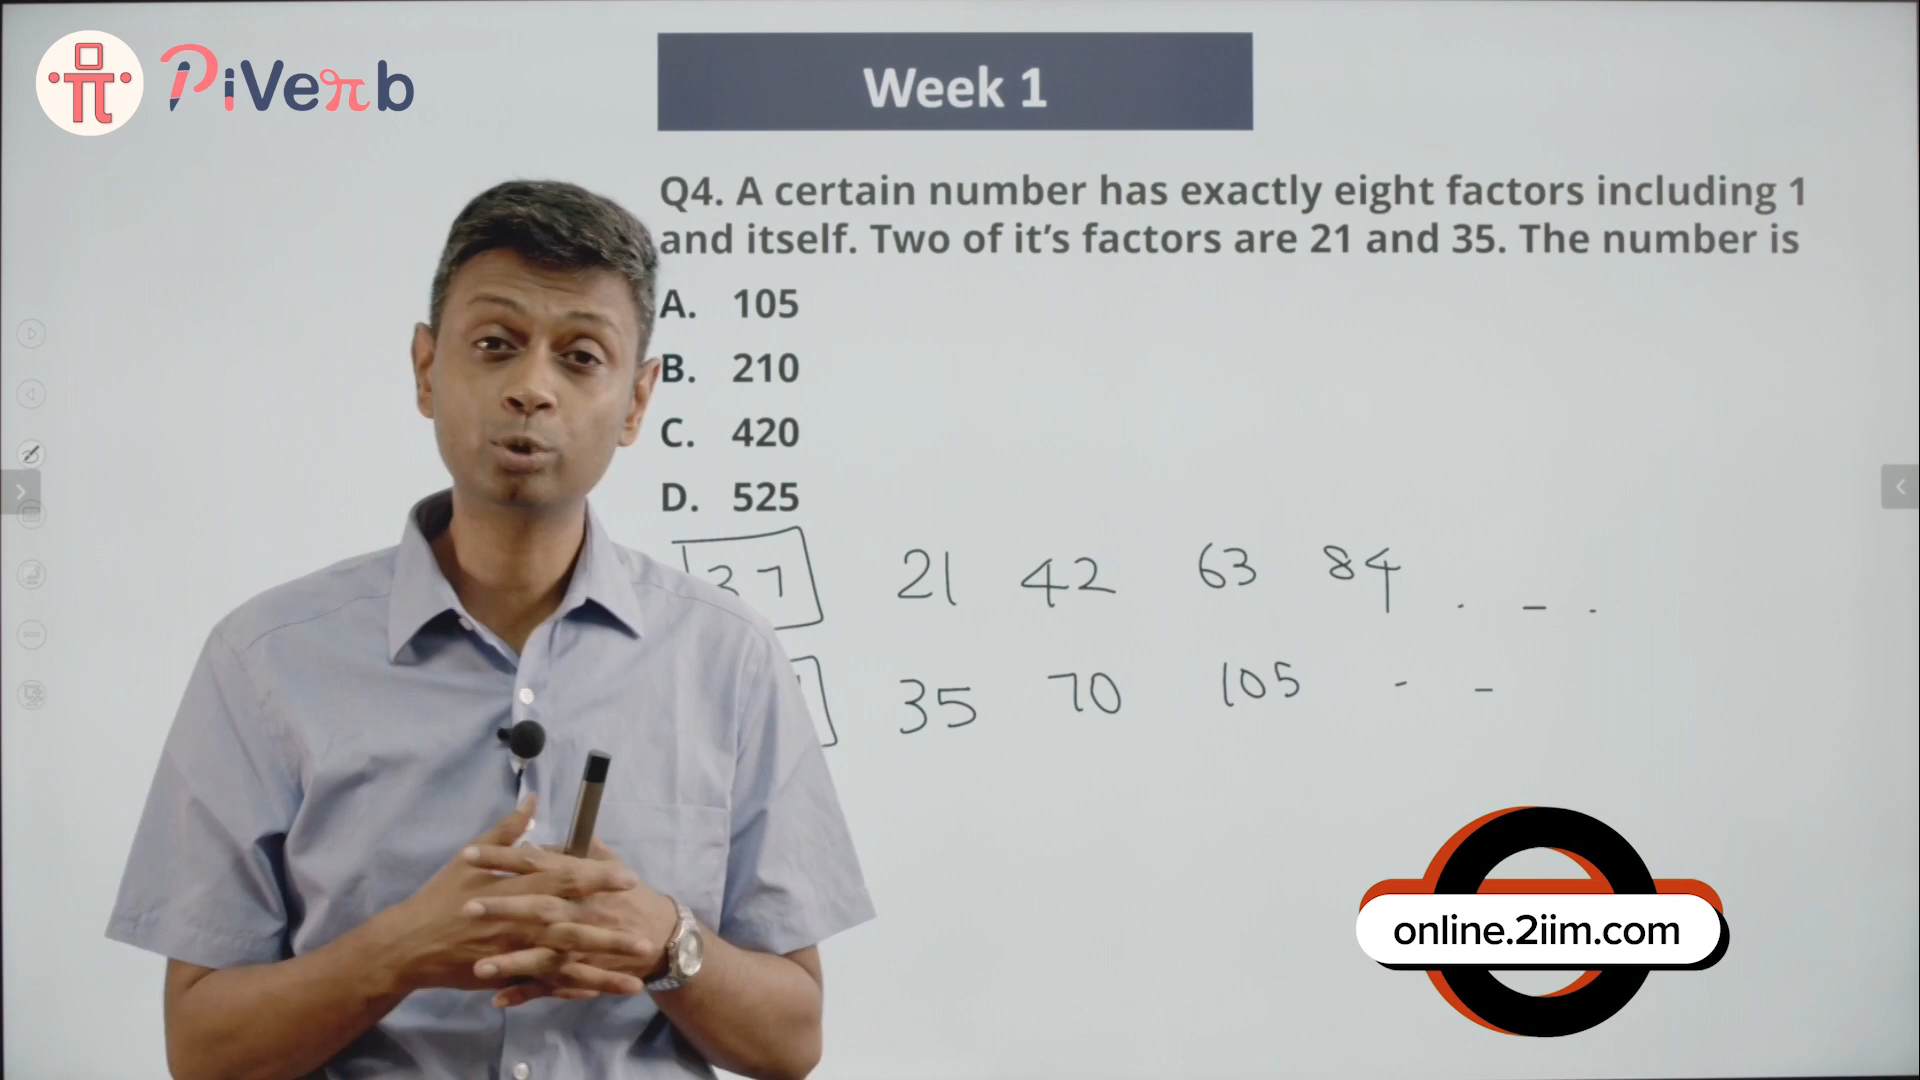 PiVerb
Week 1
Q4. A certain number has exactly eight factors including 1
and itself. Two of it's factors are 21 and 35. The number is
A. 105
B. 210
C. 420
D. 525
3 7 21 42 63 84 . _ .
35 70 105 - -
online.2iim.com